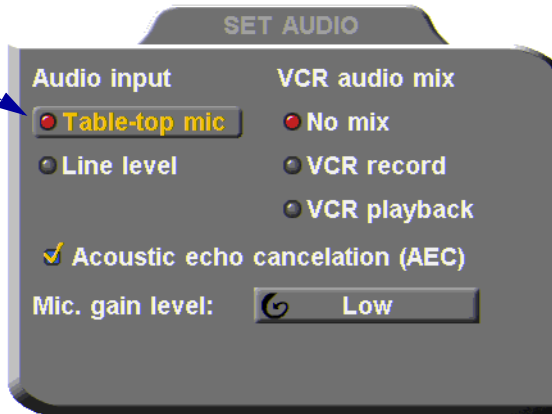 SET AUDIO
Audio input
VCR audio mix
Table-top mic
No mix
Line level
VCR record
VCR playback
Acoustic echo cancelation (AEC)
Mic. gain level:
Low